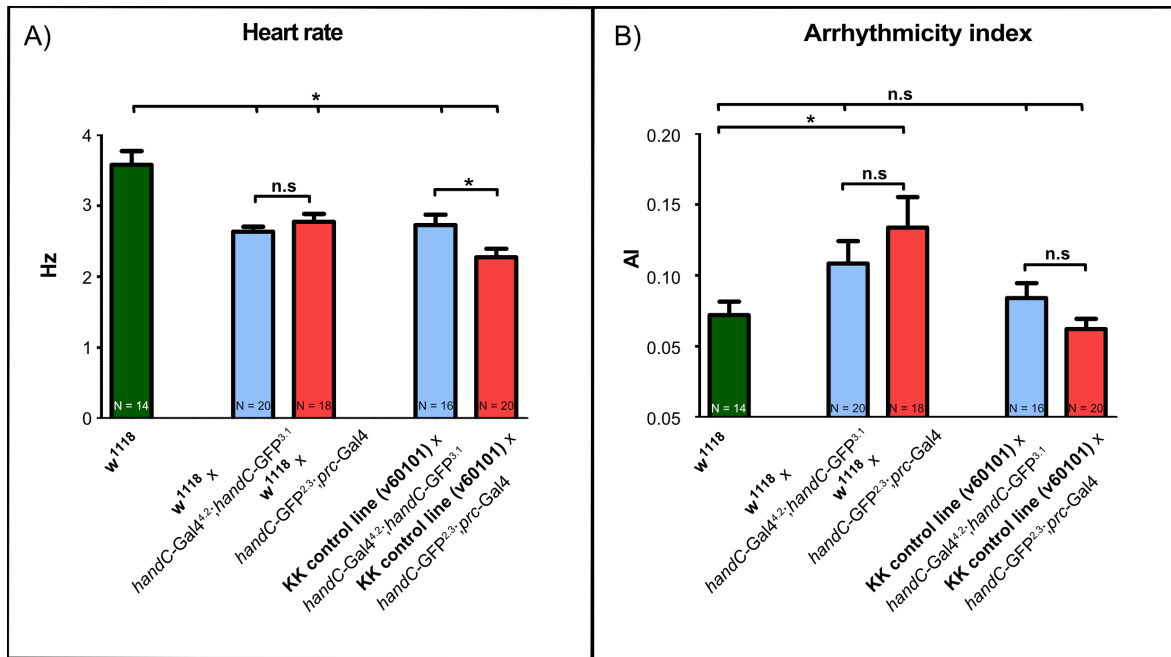 A)
Heart rate
*
n.s
*
4
3
2
1
0
Hz
N = 14
N = 20
N = 18
N = 16
N = 20
w1118
w1118 x
handC-Gal44.2;handC-GFP3.1
w1118 x
handC-GFP2.3;prc-Gal4
KK control line (v60101) x
handC-Gal44.2;handC-GFP3.1
KK control line (v60101) x
handC-GFP2.3;prc-Gal4
B)
Arrhythmicity index
n.s
*
n.s
n.s
0.20
0.15
0.10
0.05
0.05
AI
N = 14
N = 20
N = 18
N = 16
N = 20
w1118
w1118 x
handC-Gal44.2;handC-GFP3.1
w1118 x
handC-GFP2.3;prc-Gal4
KK control line (v60101) x
handC-Gal44.2;handC-GFP3.1
KK control line (v60101) x
handC-GFP2.3;prc-Gal4